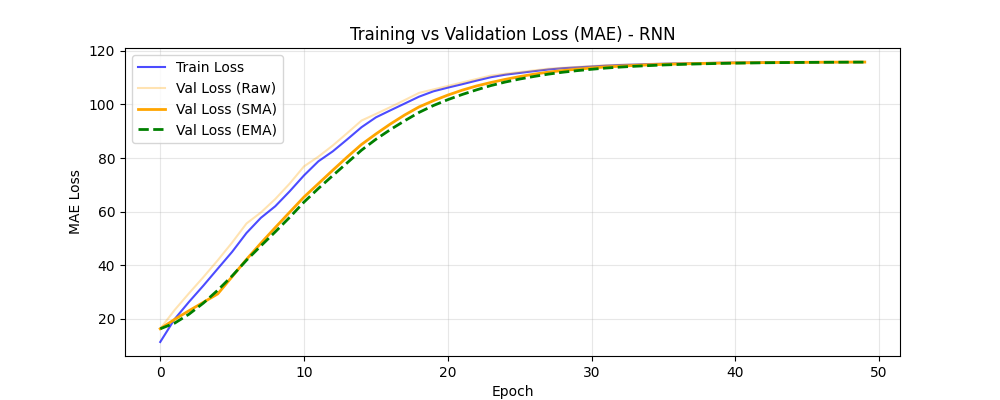 Training vs Validation Loss (MAE) - RNN
Train Loss
Val Loss (Raw)
Val Loss (SMA)
Val Loss (EMA)
MAE Loss
120
100
80
60
40
20
0 10 20 30 40 50
Epoch